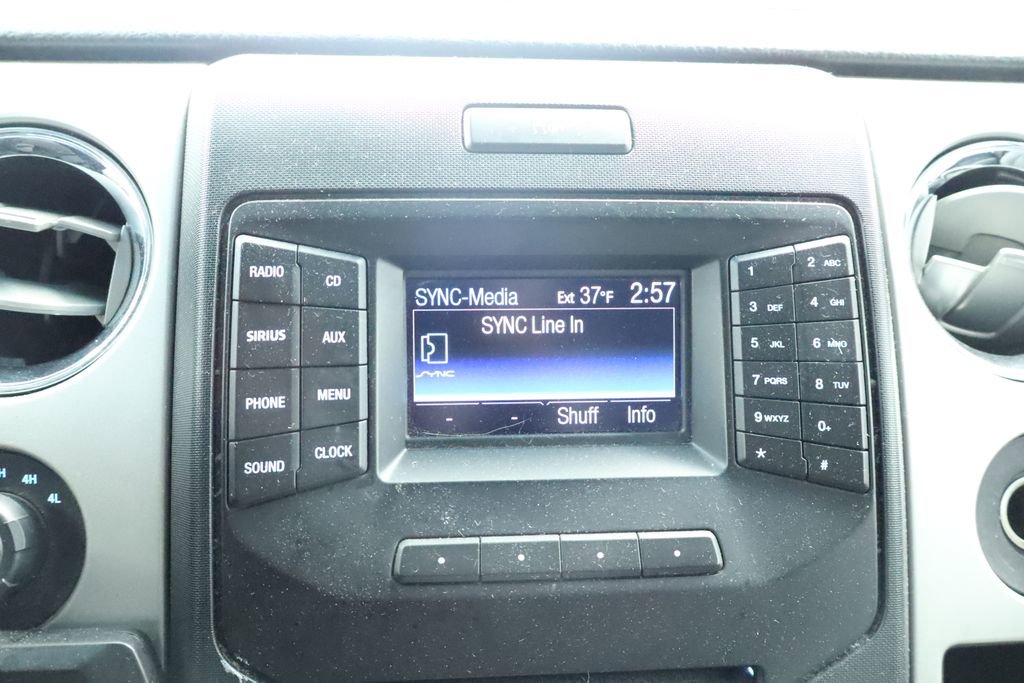 RADIO
CD
SIRIUS
AUX
PHONE
MENU
SOUND
CLOCK
SYNC-Media Ext 37°F 2:57
SYNC Line In
SYNC
- - Shuff Info
1 2 ABC
3 DEF 4 GHI
5 JKL 6 MNO
7 PQRS 8 TUV
9 WXYZ 0+
* #
H 4H 4L